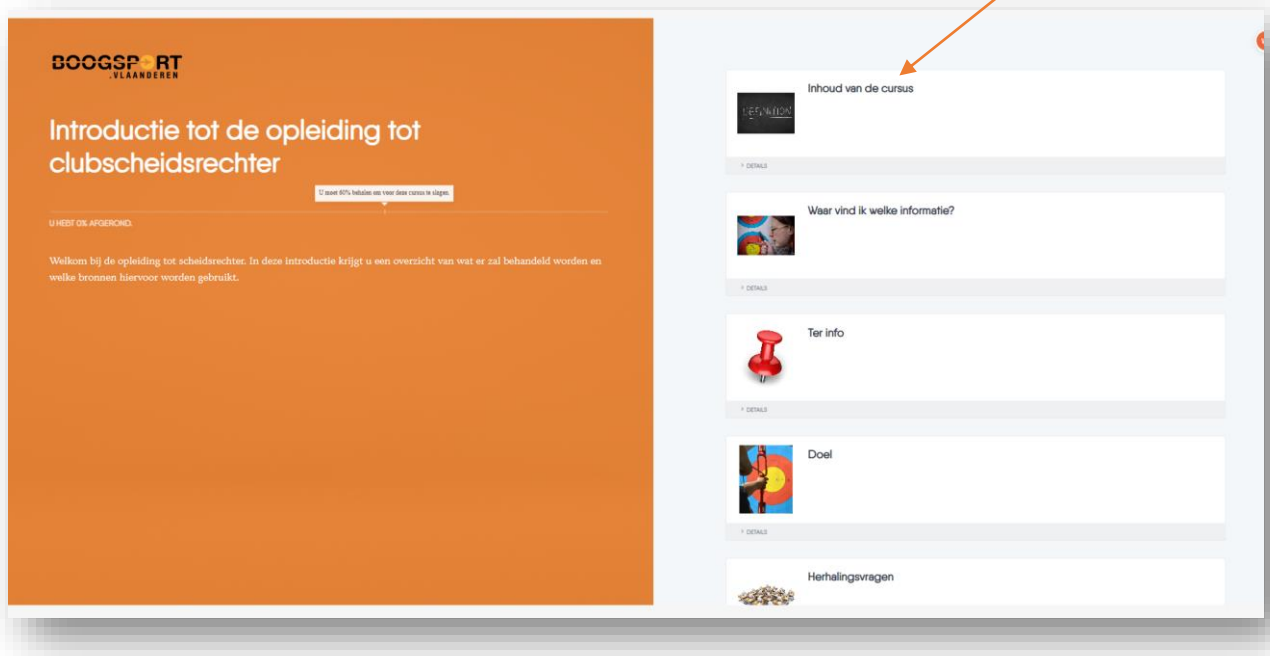 BOOGSPORT
.VLAANDEREN
Introductie tot de opleiding tot
clubscheidsrechter
U moet 80% behalen om voor deze cursus te slagen.
U HEBT 0% AFGEROND.
Welkom bij de opleiding tot scheidsrechter. In deze introductie krijgt u een overzicht van wat er zal behandeld worden en
welke bronnen hiervoor worden gebruikt.
Inhoud van de cursus
DEFINITION
DETAILS
Waar vind ik welke informatie?
DETAILS
Ter info
DETAILS
Doel
DETAILS
Herhalingsvragen